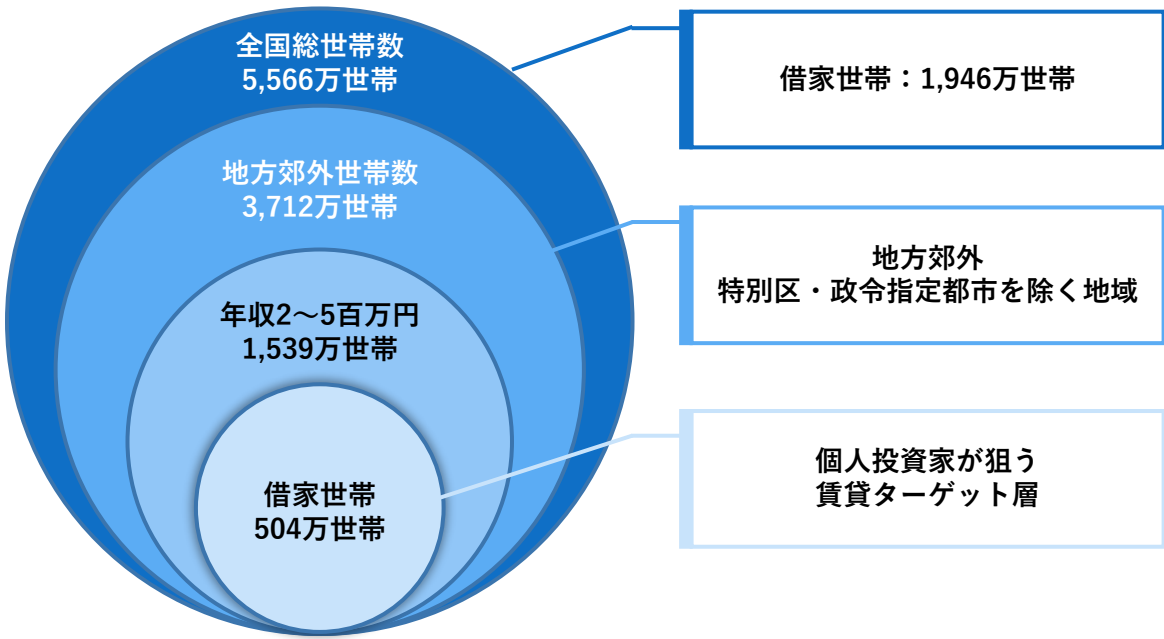 全国総世帯数
5,566万世帯
借家世帯：1,946万世帯
地方郊外世帯数
3,712万世帯
地方郊外
特別区・政令指定都市を除く地域
年収2～5百万円
1,539万世帯
個人投資家が狙う
賃貸ターゲット層
借家世帯
504万世帯